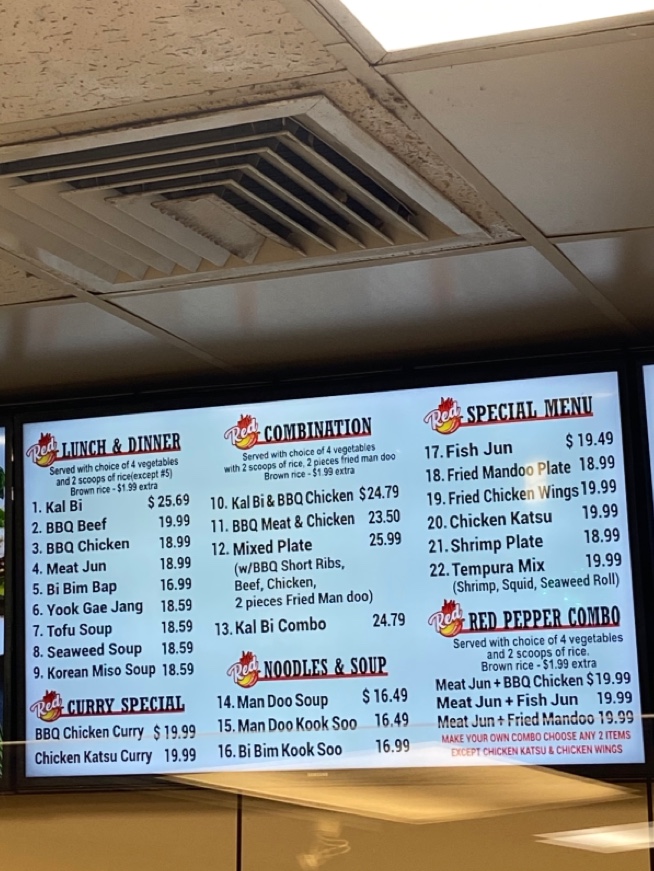 Red LUNCH & DINNER
Served with choice of 4 vegetables
and 2 scoops of rice(except #5)
Brown rice - $1.99 extra
1. Kal Bi $ 25.69
2. BBQ Beef 19.99
3. BBQ Chicken 18.99
4. Meat Jun 18.99
5. Bi Bim Bap 16.99
6. Yook Gae Jang 18.59
7. Tofu Soup 18.59
8. Seaweed Soup 18.59
9. Korean Miso Soup 18.59
Red CURRY SPECIAL
BBQ Chicken Curry $ 19.99
Chicken Katsu Curry 19.99
Red COMBINATION
Served with choice of 4 vegetables
with 2 scoops of rice, 2 pieces fried man doo
Brown rice - $1.99 extra
10. Kal Bi & BBQ Chicken $24.79
11. BBQ Meat & Chicken 23.50
12. Mixed Plate 25.99
(w/BBQ Short Ribs,
Beef, Chicken,
2 pieces Fried Man doo)
13. Kal Bi Combo 24.79
Red NOODLES & SOUP
14. Man Doo Soup $ 16.49
15. Man Doo Kook Soo 16.49
16. Bi Bim Kook Soo 16.99
Red SPECIAL MENU
17. Fish Jun $ 19.49
18. Fried Mandoo Plate 18.99
19. Fried Chicken Wings 19.99
20. Chicken Katsu 19.99
21. Shrimp Plate 18.99
22. Tempura Mix 19.99
(Shrimp, Squid, Seaweed Roll)
Red RED PEPPER COMBO
Served with choice of 4 vegetables
and 2 scoops of rice.
Brown rice - $1.99 extra
Meat Jun + BBQ Chicken $19.99
Meat Jun + Fish Jun 19.99
Meat Jun + Fried Mandoo 19.99
MAKE YOUR OWN COMBO CHOOSE ANY 2 ITEMS
EXCEPT CHICKEN KATSU & CHICKEN WINGS